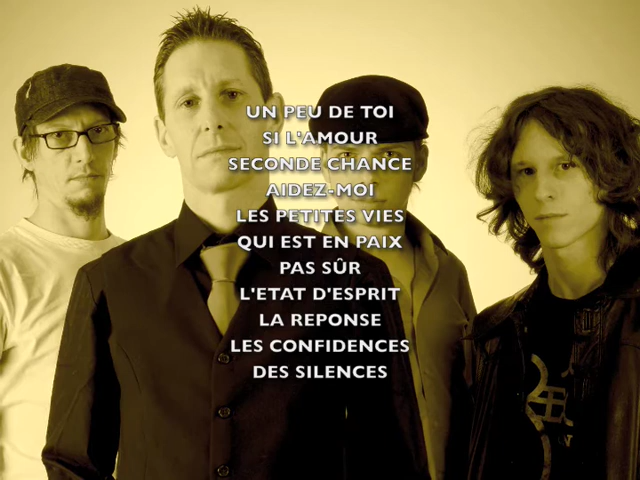 UN PEU DE TOI
SI L'AMOUR
SECONDE CHANCE
AIDEZ-MOI
LES PETITES VIES
QUI EST EN PAIX
PAS SÛR
L'ETAT D'ESPRIT
LA REPONSE
LES CONFIDENCES
DES SILENCES